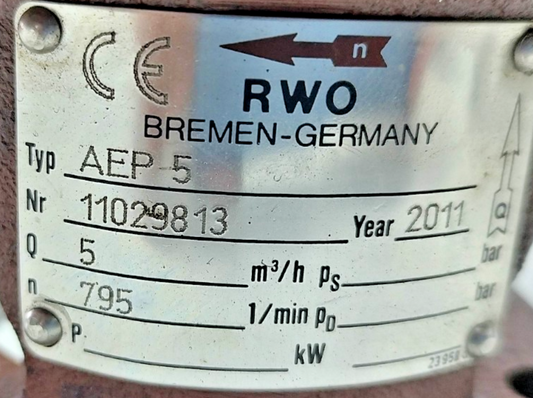 CE n
RWO
BREMEN-GERMANY
Typ AEP 5
Nr 11029813 Year 2011 Q
Q 5 m³/h ps bar
n 795 1/min pD bar
P kW